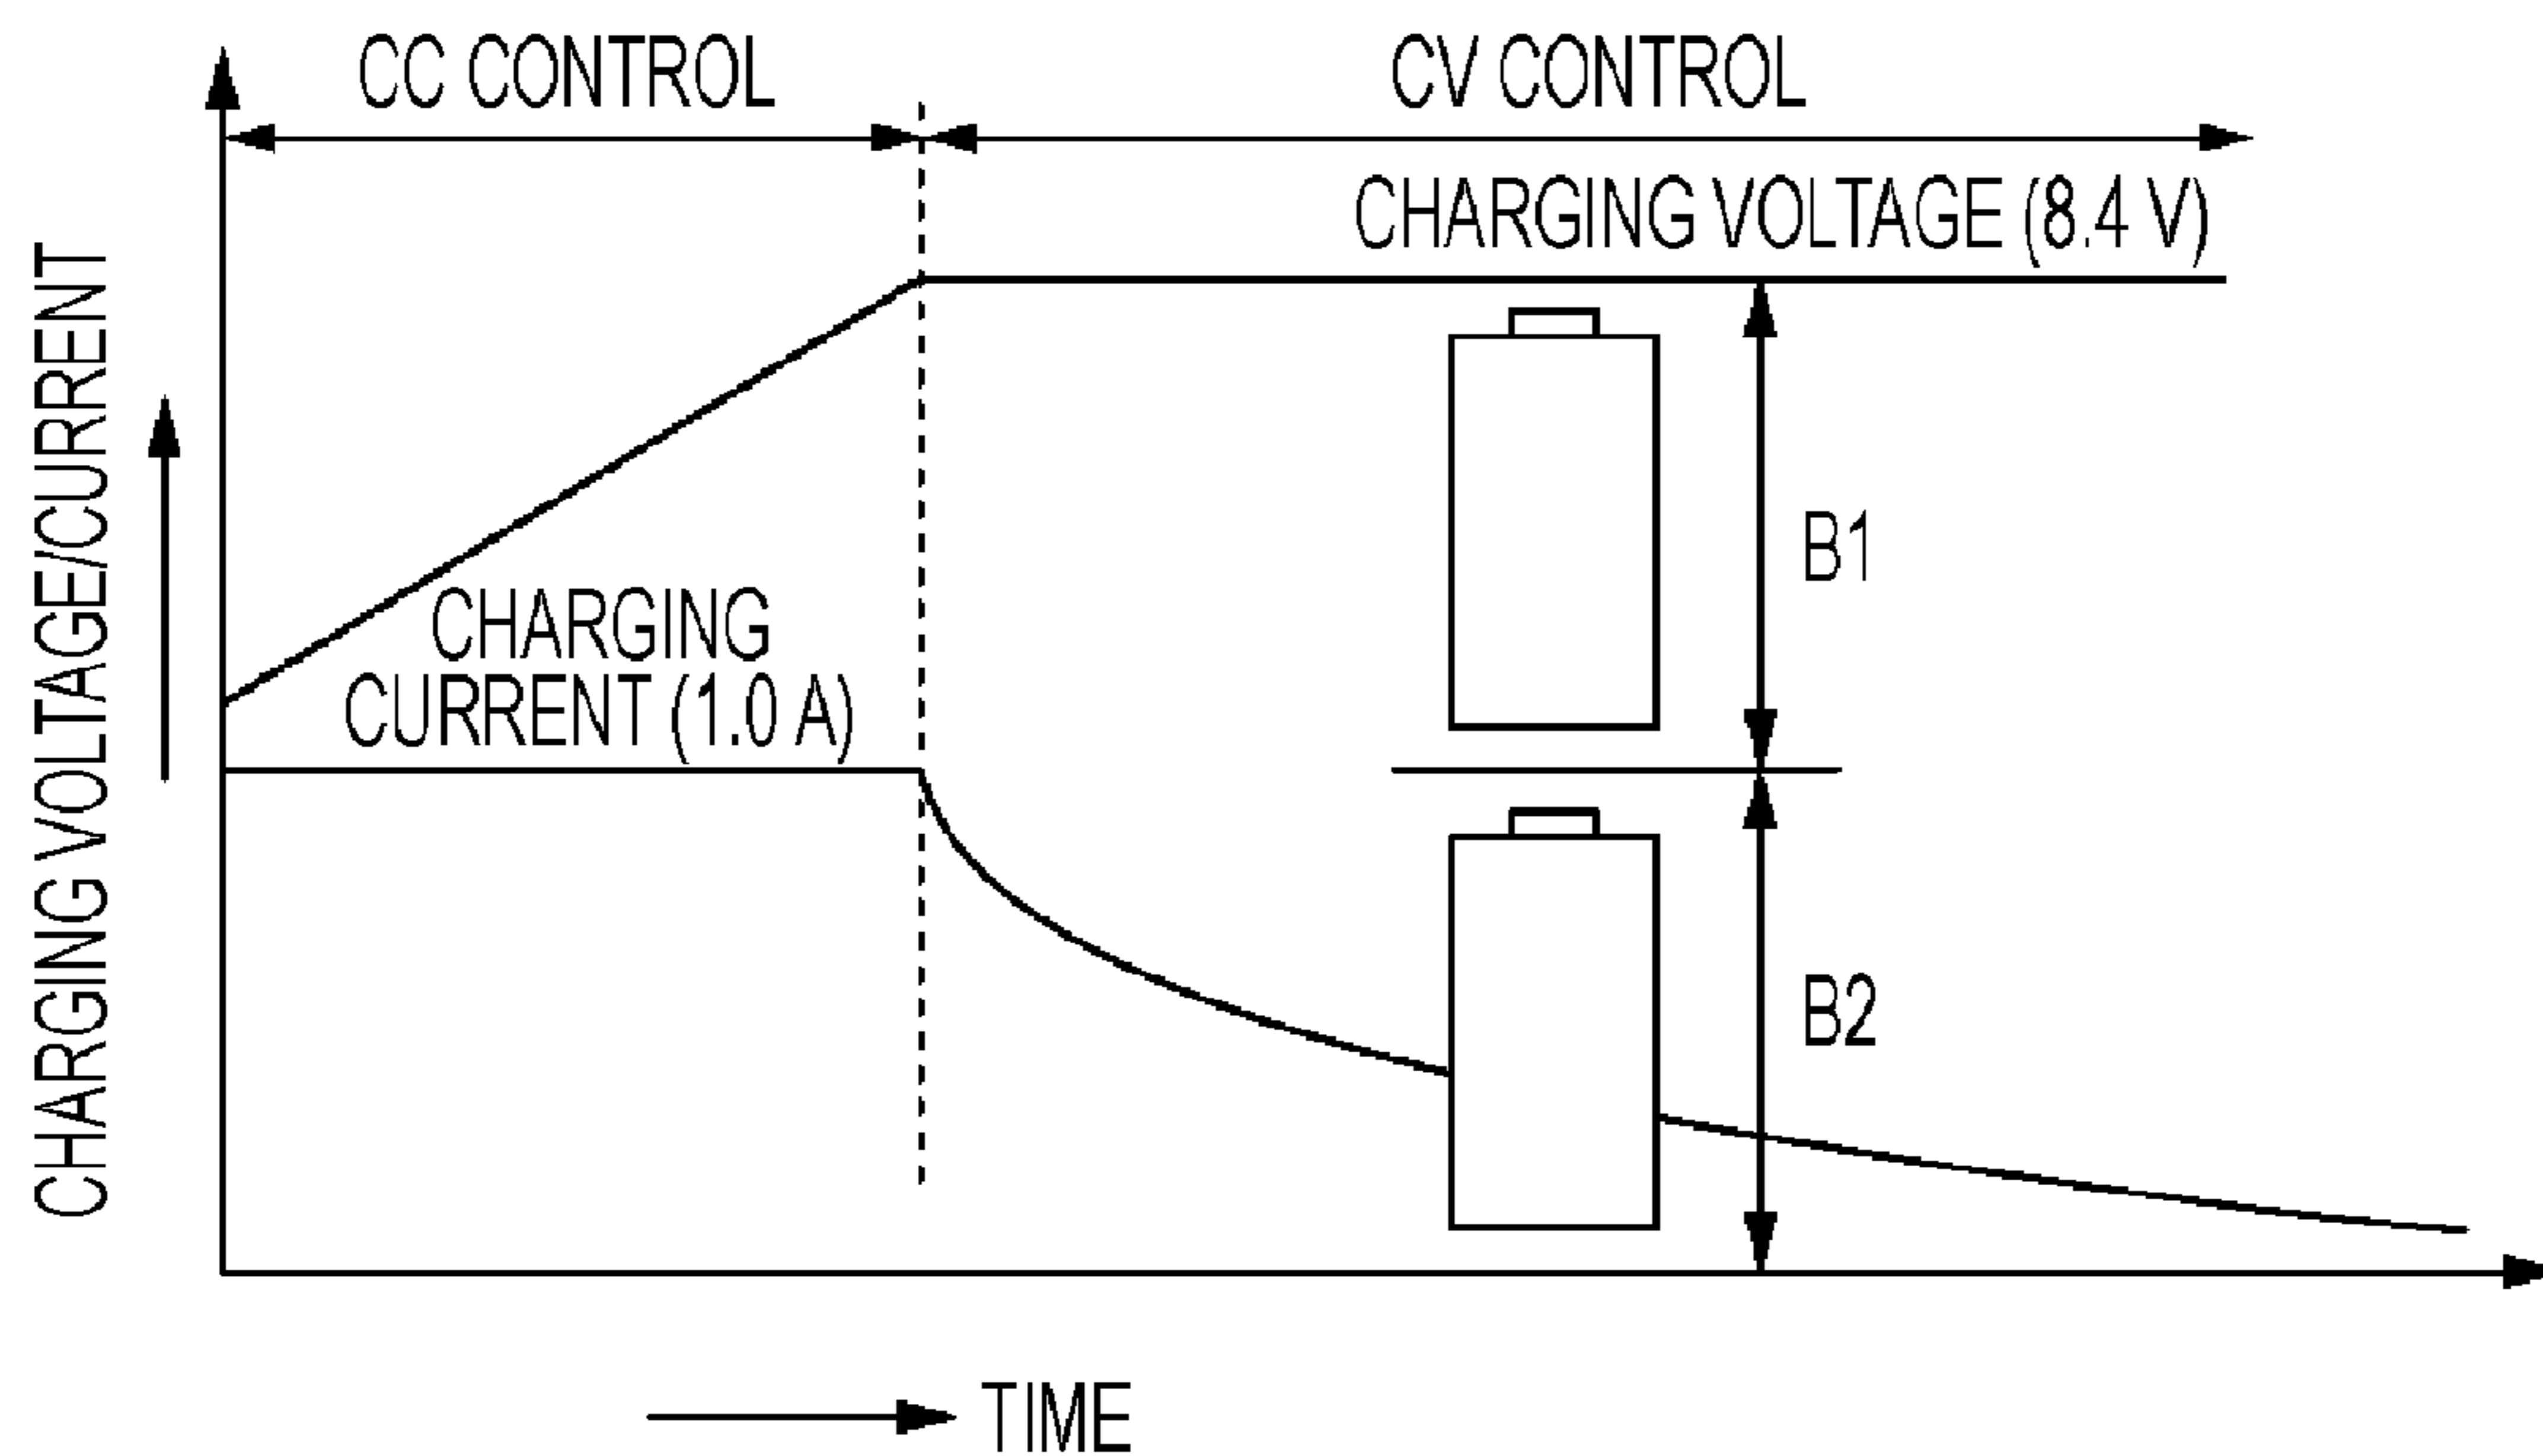 CC CONTROL
CV CONTROL
CHARGING VOLTAGE (8.4 V)
CHARGING VOLTAGE/CURRENT
CHARGING
CURRENT (1.0 A)
B1
B2
TIME